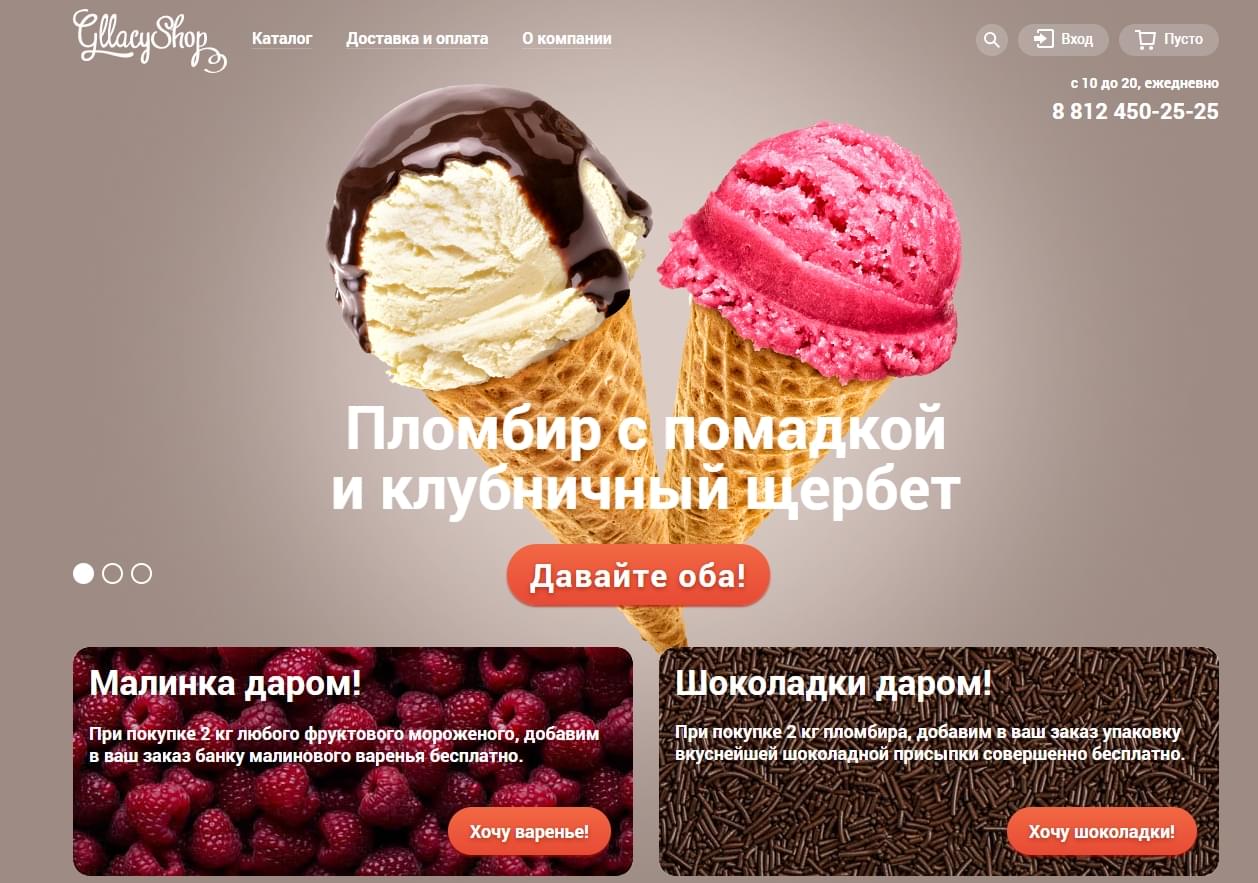 GllacyShop
Каталог
Доставка и оплата
О компании
Вход
Пусто
с 10 до 20, ежедневно
8 812 450-25-25
Пломбир с помадкой
и клубничный щербет
Давайте оба!
Малинка даром!
При покупке 2 кг любого фруктового мороженого, добавим
в ваш заказ банку малинового варенья бесплатно.
Хочу варенье!
Шоколадки даром!
При покупке 2 кг пломбира, добавим в ваш заказ упаковку
вкуснейшей шоколадной присыпки совершенно бесплатно.
Хочу шоколадки!